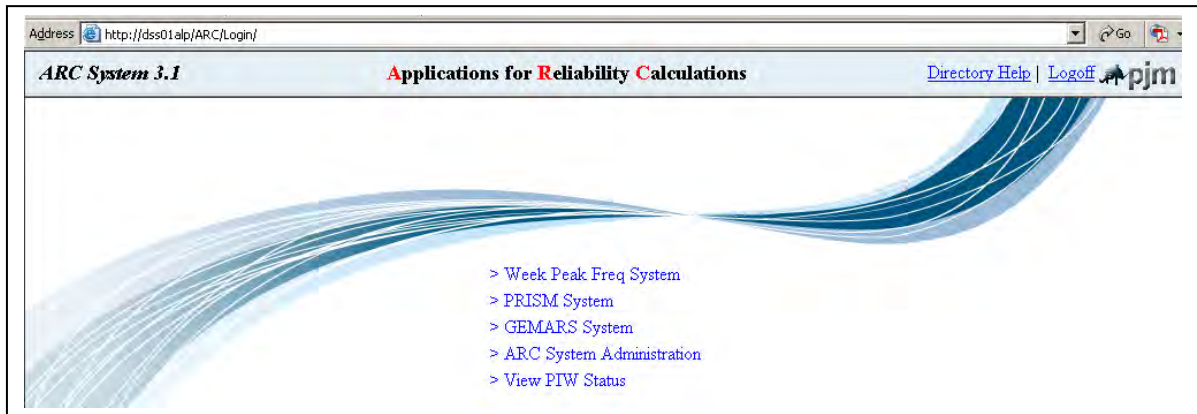 Address http://dss01alp/ARC/Login/ Go
ARC System 3.1 Applications for Reliability Calculations Directory Help | Logoff pjm
> Week Peak Freq System
> PRISM System
> GEMARS System
> ARC System Administration
> View PIW Status